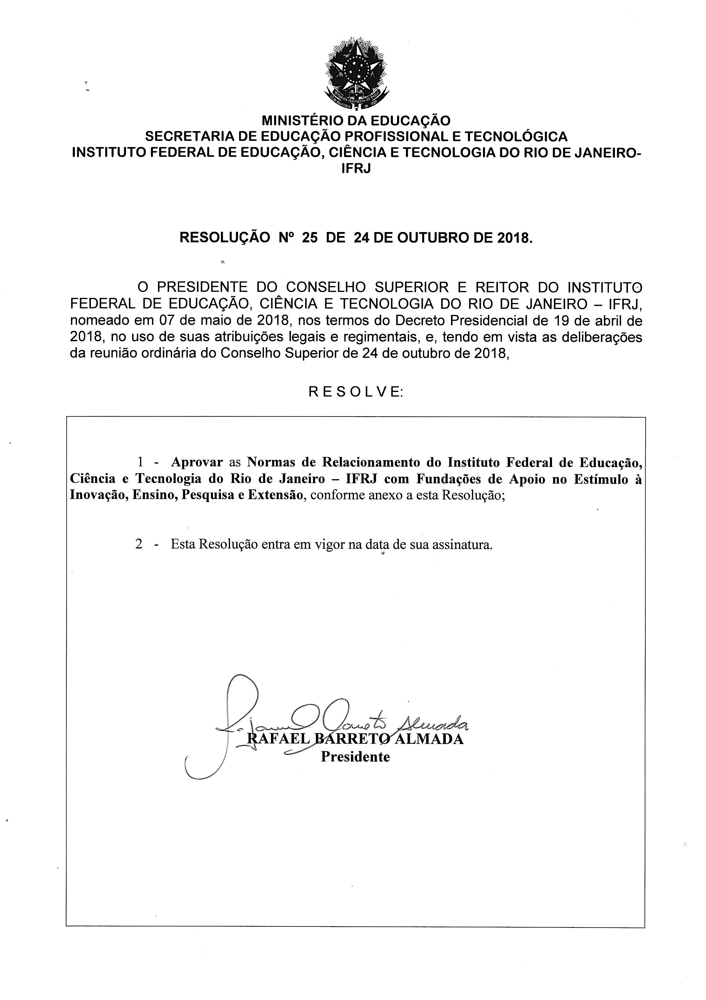 REPÚBLICA FEDERATIVA DO BRASIL
15 de Novembro de 1889
MINISTÉRIO DA EDUCAÇÃO
SECRETARIA DE EDUCAÇÃO PROFISSIONAL E TECNOLÓGICA
INSTITUTO FEDERAL DE EDUCAÇÃO, CIÊNCIA E TECNOLOGIA DO RIO DE JANEIRO-
IFRJ
RESOLUÇÃO Nº 25 DE 24 DE OUTUBRO DE 2018.
O PRESIDENTE DO CONSELHO SUPERIOR E REITOR DO INSTITUTO
FEDERAL DE EDUCAÇÃO, CIÊNCIA E TECNOLOGIA DO RIO DE JANEIRO – IFRJ,
nomeado em 07 de maio de 2018, nos termos do Decreto Presidencial de 19 de abril de
2018, no uso de suas atribuições legais e regimentais, e, tendo em vista as deliberações
da reunião ordinária do Conselho Superior de 24 de outubro de 2018,
R E S O L V E:
1 - Aprovar as Normas de Relacionamento do Instituto Federal de Educação,
Ciência e Tecnologia do Rio de Janeiro – IFRJ com Fundações de Apoio no Estímulo à
Inovação, Ensino, Pesquisa e Extensão, conforme anexo a esta Resolução;
2 - Esta Resolução entra em vigor na data de sua assinatura.
Rafael Barreto Almada
RAFAEL BARRETO ALMADA
Presidente